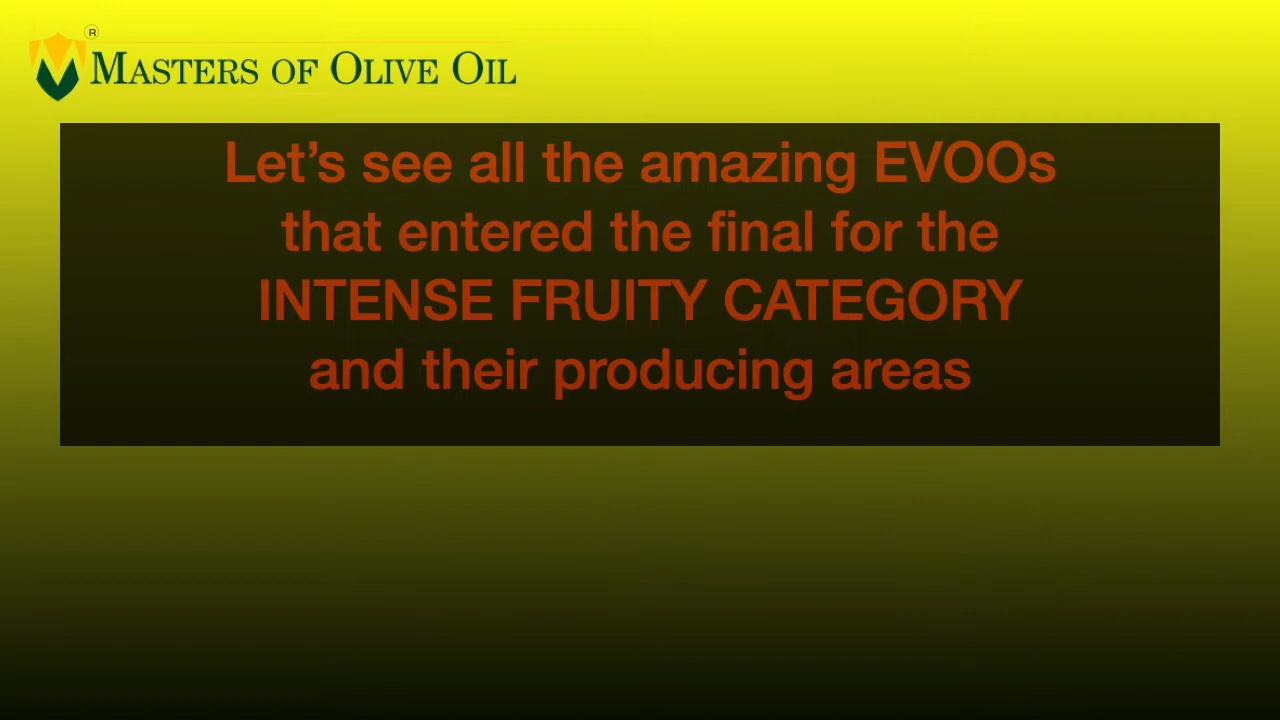 ®
MASTERS OF OLIVE OIL
Let’s see all the amazing EVOOs
that entered the final for the
INTENSE FRUITY CATEGORY
and their producing areas